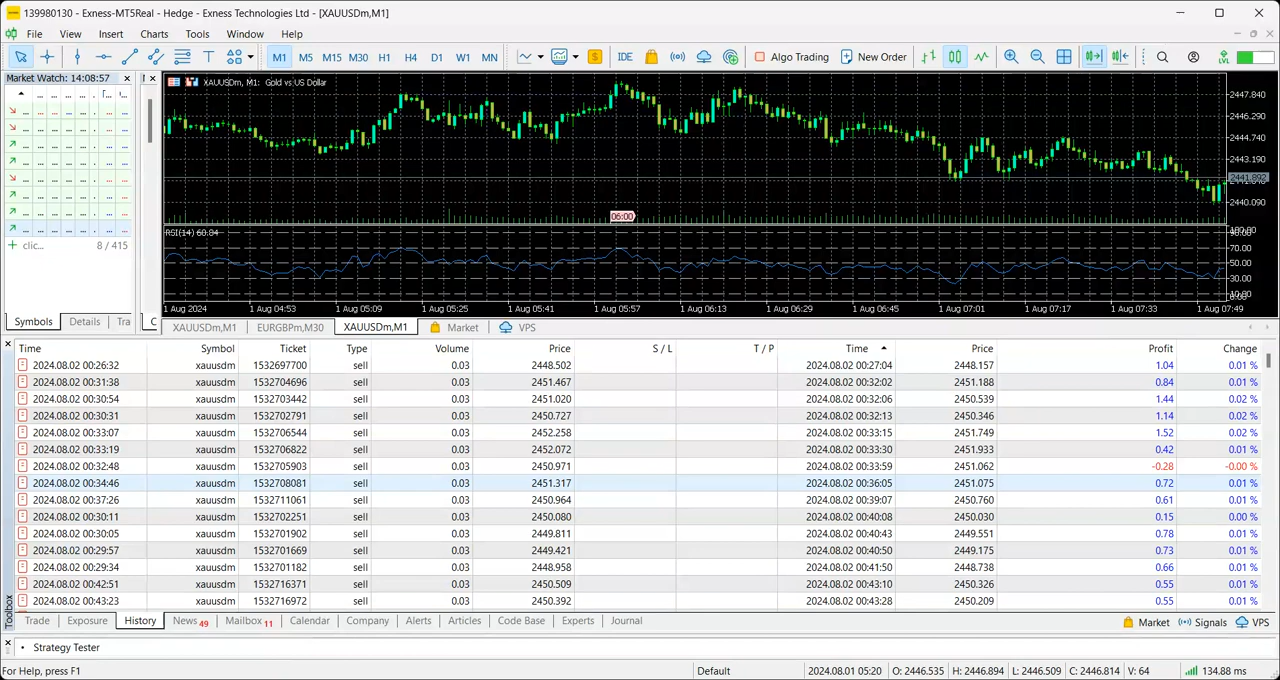 139980130 - Exness-MT5Real - Hedge - Exness Technologies Ltd - [XAUUSDm,M1]
File View Insert Charts Tools Window Help
M1 M5 M15 M30 H1 H4 D1 W1 MN IDE Algo Trading New Order
Market Watch: 14:08:57
XAUUSDm, M1: Gold vs US Dollar
2447.840
2446.290
2444.740
2443.190
2441.892
2440.090
clic... 8 / 415
06:00
RSI(14) 60.84
100.00
70.00
50.00
30.00
1 Aug 2024 1 Aug 04:53 1 Aug 05:09 1 Aug 05:25 1 Aug 05:41 1 Aug 05:57 1 Aug 06:13 1 Aug 06:29 1 Aug 06:45 1 Aug 07:01 1 Aug 07:17 1 Aug 07:33 1 Aug 07:49
Symbols Details Tra C XAUUSDm,M1 EURGBPm,M30 XAUUSDm,M1 Market VPS
Time Symbol Ticket Type Volume Price S / L T / P Time Price Profit Change
2024.08.02 00:26:32 xauusdm 1532697700 sell 0.03 2448.502 2024.08.02 00:27:04 2448.157 1.04 0.01 %
2024.08.02 00:31:38 xauusdm 1532704696 sell 0.03 2451.467 2024.08.02 00:32:02 2451.188 0.84 0.01 %
2024.08.02 00:30:54 xauusdm 1532703442 sell 0.03 2451.020 2024.08.02 00:32:06 2450.539 1.44 0.02 %
2024.08.02 00:30:31 xauusdm 1532702791 sell 0.03 2450.727 2024.08.02 00:32:13 2450.346 1.14 0.02 %
2024.08.02 00:33:07 xauusdm 1532706544 sell 0.03 2452.258 2024.08.02 00:33:15 2451.749 1.52 0.02 %
2024.08.02 00:33:19 xauusdm 1532706822 sell 0.03 2452.072 2024.08.02 00:33:30 2451.933 0.42 0.01 %
2024.08.02 00:32:48 xauusdm 1532705903 sell 0.03 2450.971 2024.08.02 00:33:59 2451.062 -0.28 -0.00 %
2024.08.02 00:34:46 xauusdm 1532708081 sell 0.03 2451.317 2024.08.02 00:36:05 2451.075 0.72 0.01 %
2024.08.02 00:37:26 xauusdm 1532711061 sell 0.03 2450.964 2024.08.02 00:39:07 2450.760 0.61 0.01 %
2024.08.02 00:30:11 xauusdm 1532702251 sell 0.03 2450.080 2024.08.02 00:40:08 2450.030 0.15 0.00 %
2024.08.02 00:30:05 xauusdm 1532701902 sell 0.03 2449.811 2024.08.02 00:40:43 2449.551 0.78 0.01 %
2024.08.02 00:29:57 xauusdm 1532701669 sell 0.03 2449.421 2024.08.02 00:40:50 2449.175 0.73 0.01 %
2024.08.02 00:29:34 xauusdm 1532701182 sell 0.03 2448.958 2024.08.02 00:41:50 2448.738 0.66 0.01 %
2024.08.02 00:42:51 xauusdm 1532716371 sell 0.03 2450.509 2024.08.02 00:43:10 2450.326 0.55 0.01 %
2024.08.02 00:43:23 xauusdm 1532716972 sell 0.03 2450.392 2024.08.02 00:43:28 2450.209 0.55 0.01 %
Toolbox
Trade Exposure History News 49 Mailbox 11 Calendar Company Alerts Articles Code Base Experts Journal Market Signals VPS
Strategy Tester
For Help, press F1 Default 2024.08.01 05:20 O: 2446.535 H: 2446.894 L: 2446.509 C: 2446.814 V: 64 134.88 ms